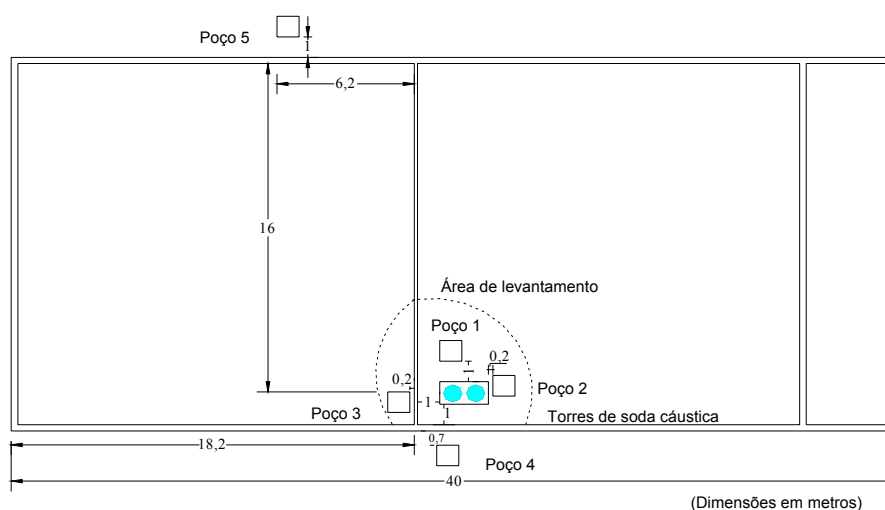 Poço 5
1
6,2
16
Área de levantamento
Poço 1
0,2
1
0,2
Poço 2
1
Poço 3
1
Torres de soda cáustica
0,7
18,2
Poço 4
40
(Dimensões em metros)